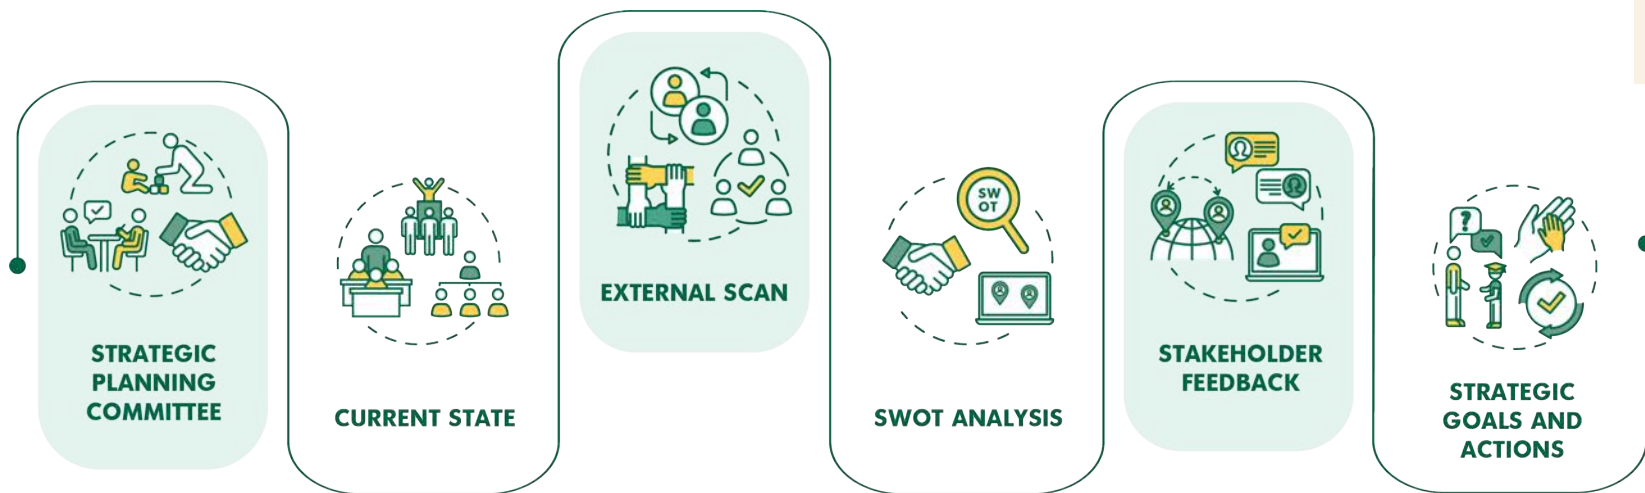 STRATEGIC
PLANNING
COMMITTEE
CURRENT STATE
EXTERNAL SCAN
SW
OT
SWOT ANALYSIS
STAKEHOLDER
FEEDBACK
?
STRATEGIC
GOALS AND
ACTIONS